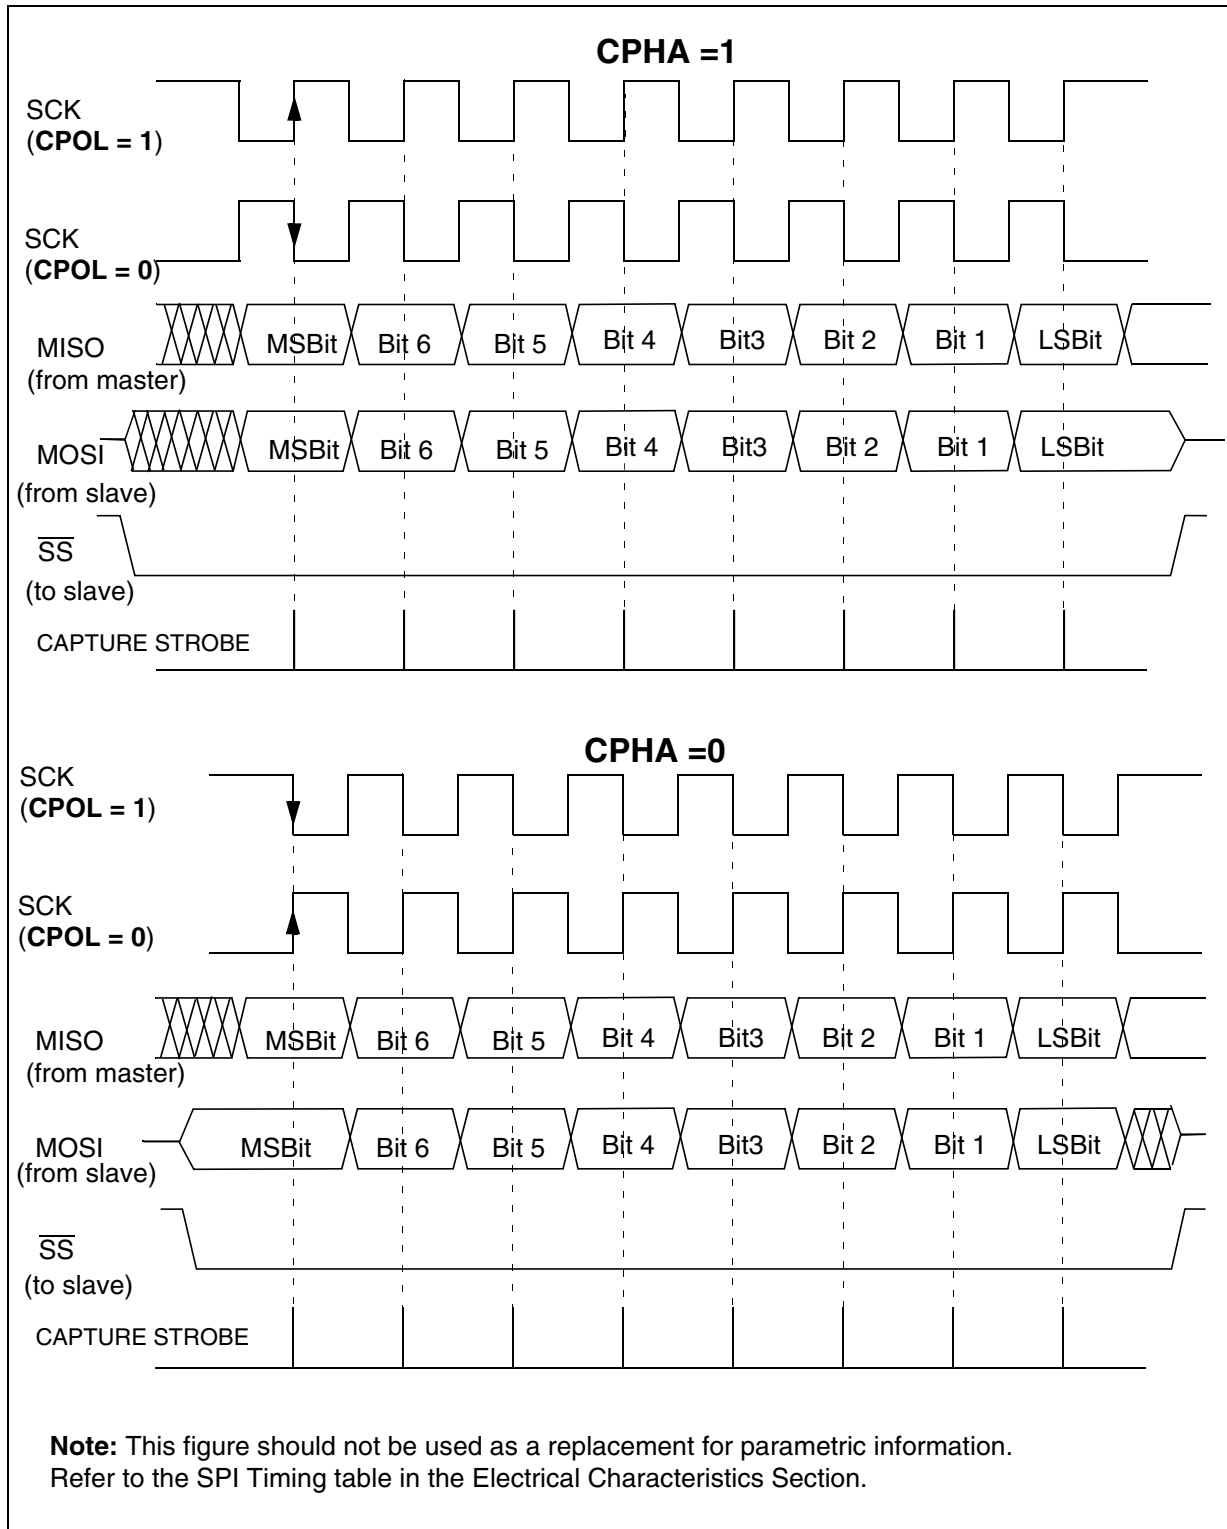 CPHA =1
SCK
(CPOL = 1)
SCK
(CPOL = 0)
MISO
(from master)
MSBit Bit 6 Bit 5 Bit 4 Bit3 Bit 2 Bit 1 LSBit
MOSI
(from slave)
MSBit Bit 6 Bit 5 Bit 4 Bit3 Bit 2 Bit 1 LSBit
SS
(to slave)
CAPTURE STROBE
CPHA =0
SCK
(CPOL = 1)
SCK
(CPOL = 0)
MISO
(from master)
MSBit Bit 6 Bit 5 Bit 4 Bit3 Bit 2 Bit 1 LSBit
MOSI
(from slave)
MSBit Bit 6 Bit 5 Bit 4 Bit3 Bit 2 Bit 1 LSBit
SS
(to slave)
CAPTURE STROBE
Note: This figure should not be used as a replacement for parametric information.
Refer to the SPI Timing table in the Electrical Characteristics Section.